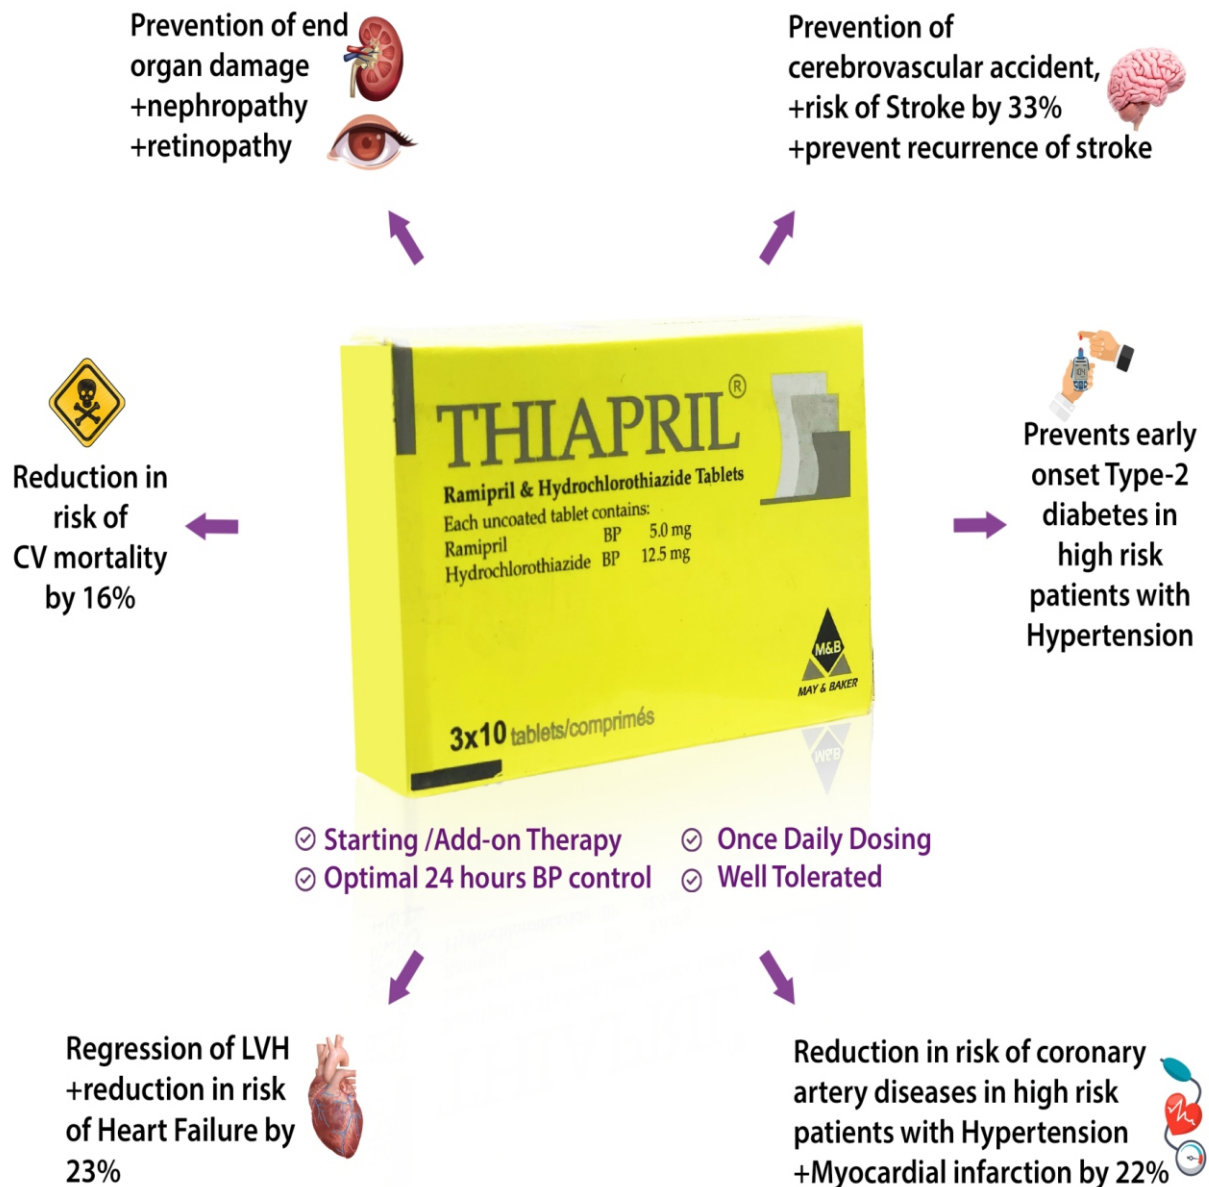 Prevention of end
organ damage
+nephropathy
+retinopathy
Prevention of
cerebrovascular accident,
+risk of Stroke by 33%
+prevent recurrence of stroke
Reduction in
risk of
CV mortality
by 16%
THIAPRIL®
Ramipril & Hydrochlorothiazide Tablets
Each uncoated tablet contains:
Ramipril BP 5.0 mg
Hydrochlorothiazide BP 12.5 mg
M&B
MAY & BAKER
3x10 tablets/comprimés
Prevents early
onset Type-2
diabetes in
high risk
patients with
Hypertension
Starting /Add-on Therapy
Once Daily Dosing
Optimal 24 hours BP control
Well Tolerated
Regression of LVH
+reduction in risk
of Heart Failure by
23%
Reduction in risk of coronary
artery diseases in high risk
patients with Hypertension
+Myocardial infarction by 22%